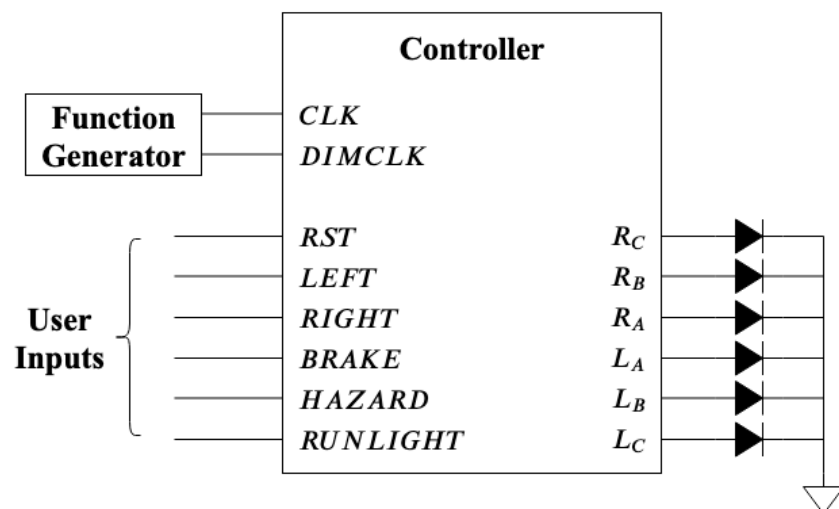 Controller
Function
Generator
CLK
DIMCLK
User
Inputs
RST
LEFT
RIGHT
BRAKE
HAZARD
RUNLIGHT
R_C
R_B
R_A
L_A
L_B
L_C